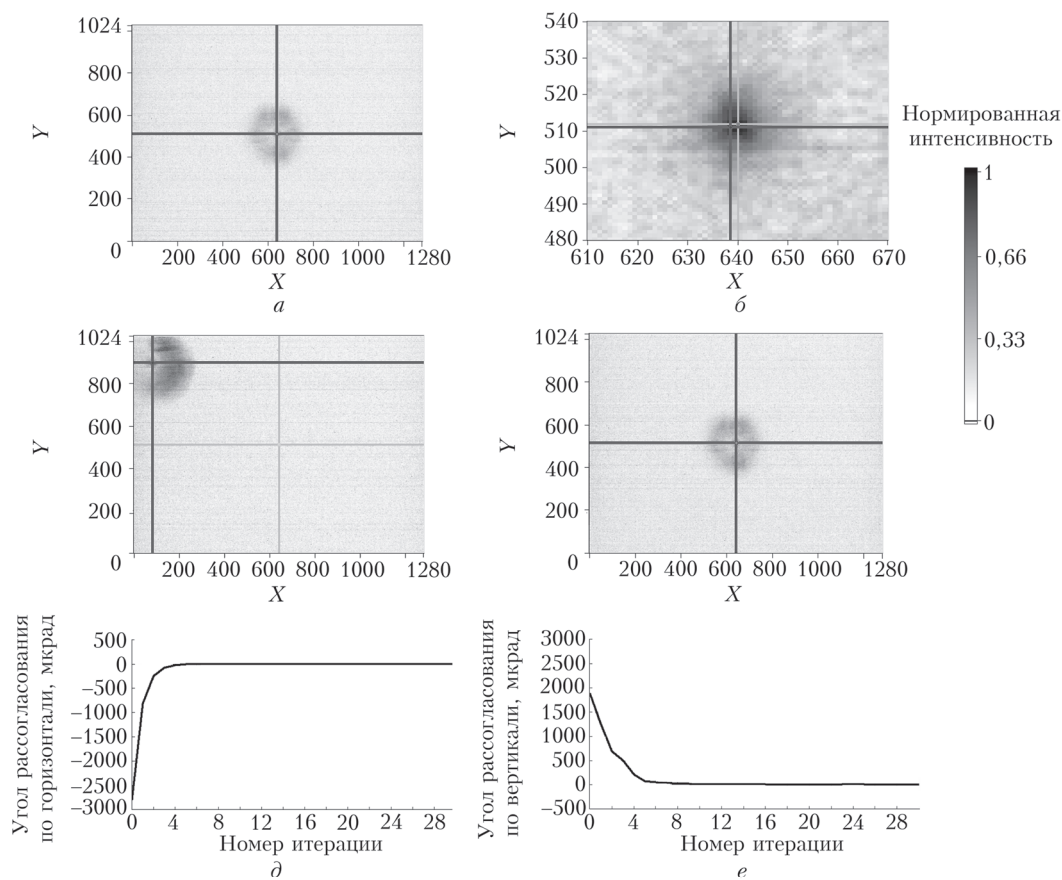 1024
800
600
400
200
0
Y
200 400 600 800 1000 1280
X
а
540
530
520
510
500
490
480
Y
610 620 630 640 650 660 670
X
б
Нормированная
интенсивность
1
0,66
0,33
0
1024
800
600
400
200
0
Y
200 400 600 800 1000 1280
X
1024
800
600
400
200
0
Y
200 400 600 800 1000 1280
X
Угол рассогласования
по горизонтали, мкрад
500
0
−500
−1000
−1500
−2000
−2500
−3000
0 4 8 12 16 20 24 28
Номер итерации
д
Угол рассогласования
по вертикали, мкрад
3000
2500
2000
1500
1000
500
0
−500
0 4 8 12 16 20 24 28
Номер итерации
е